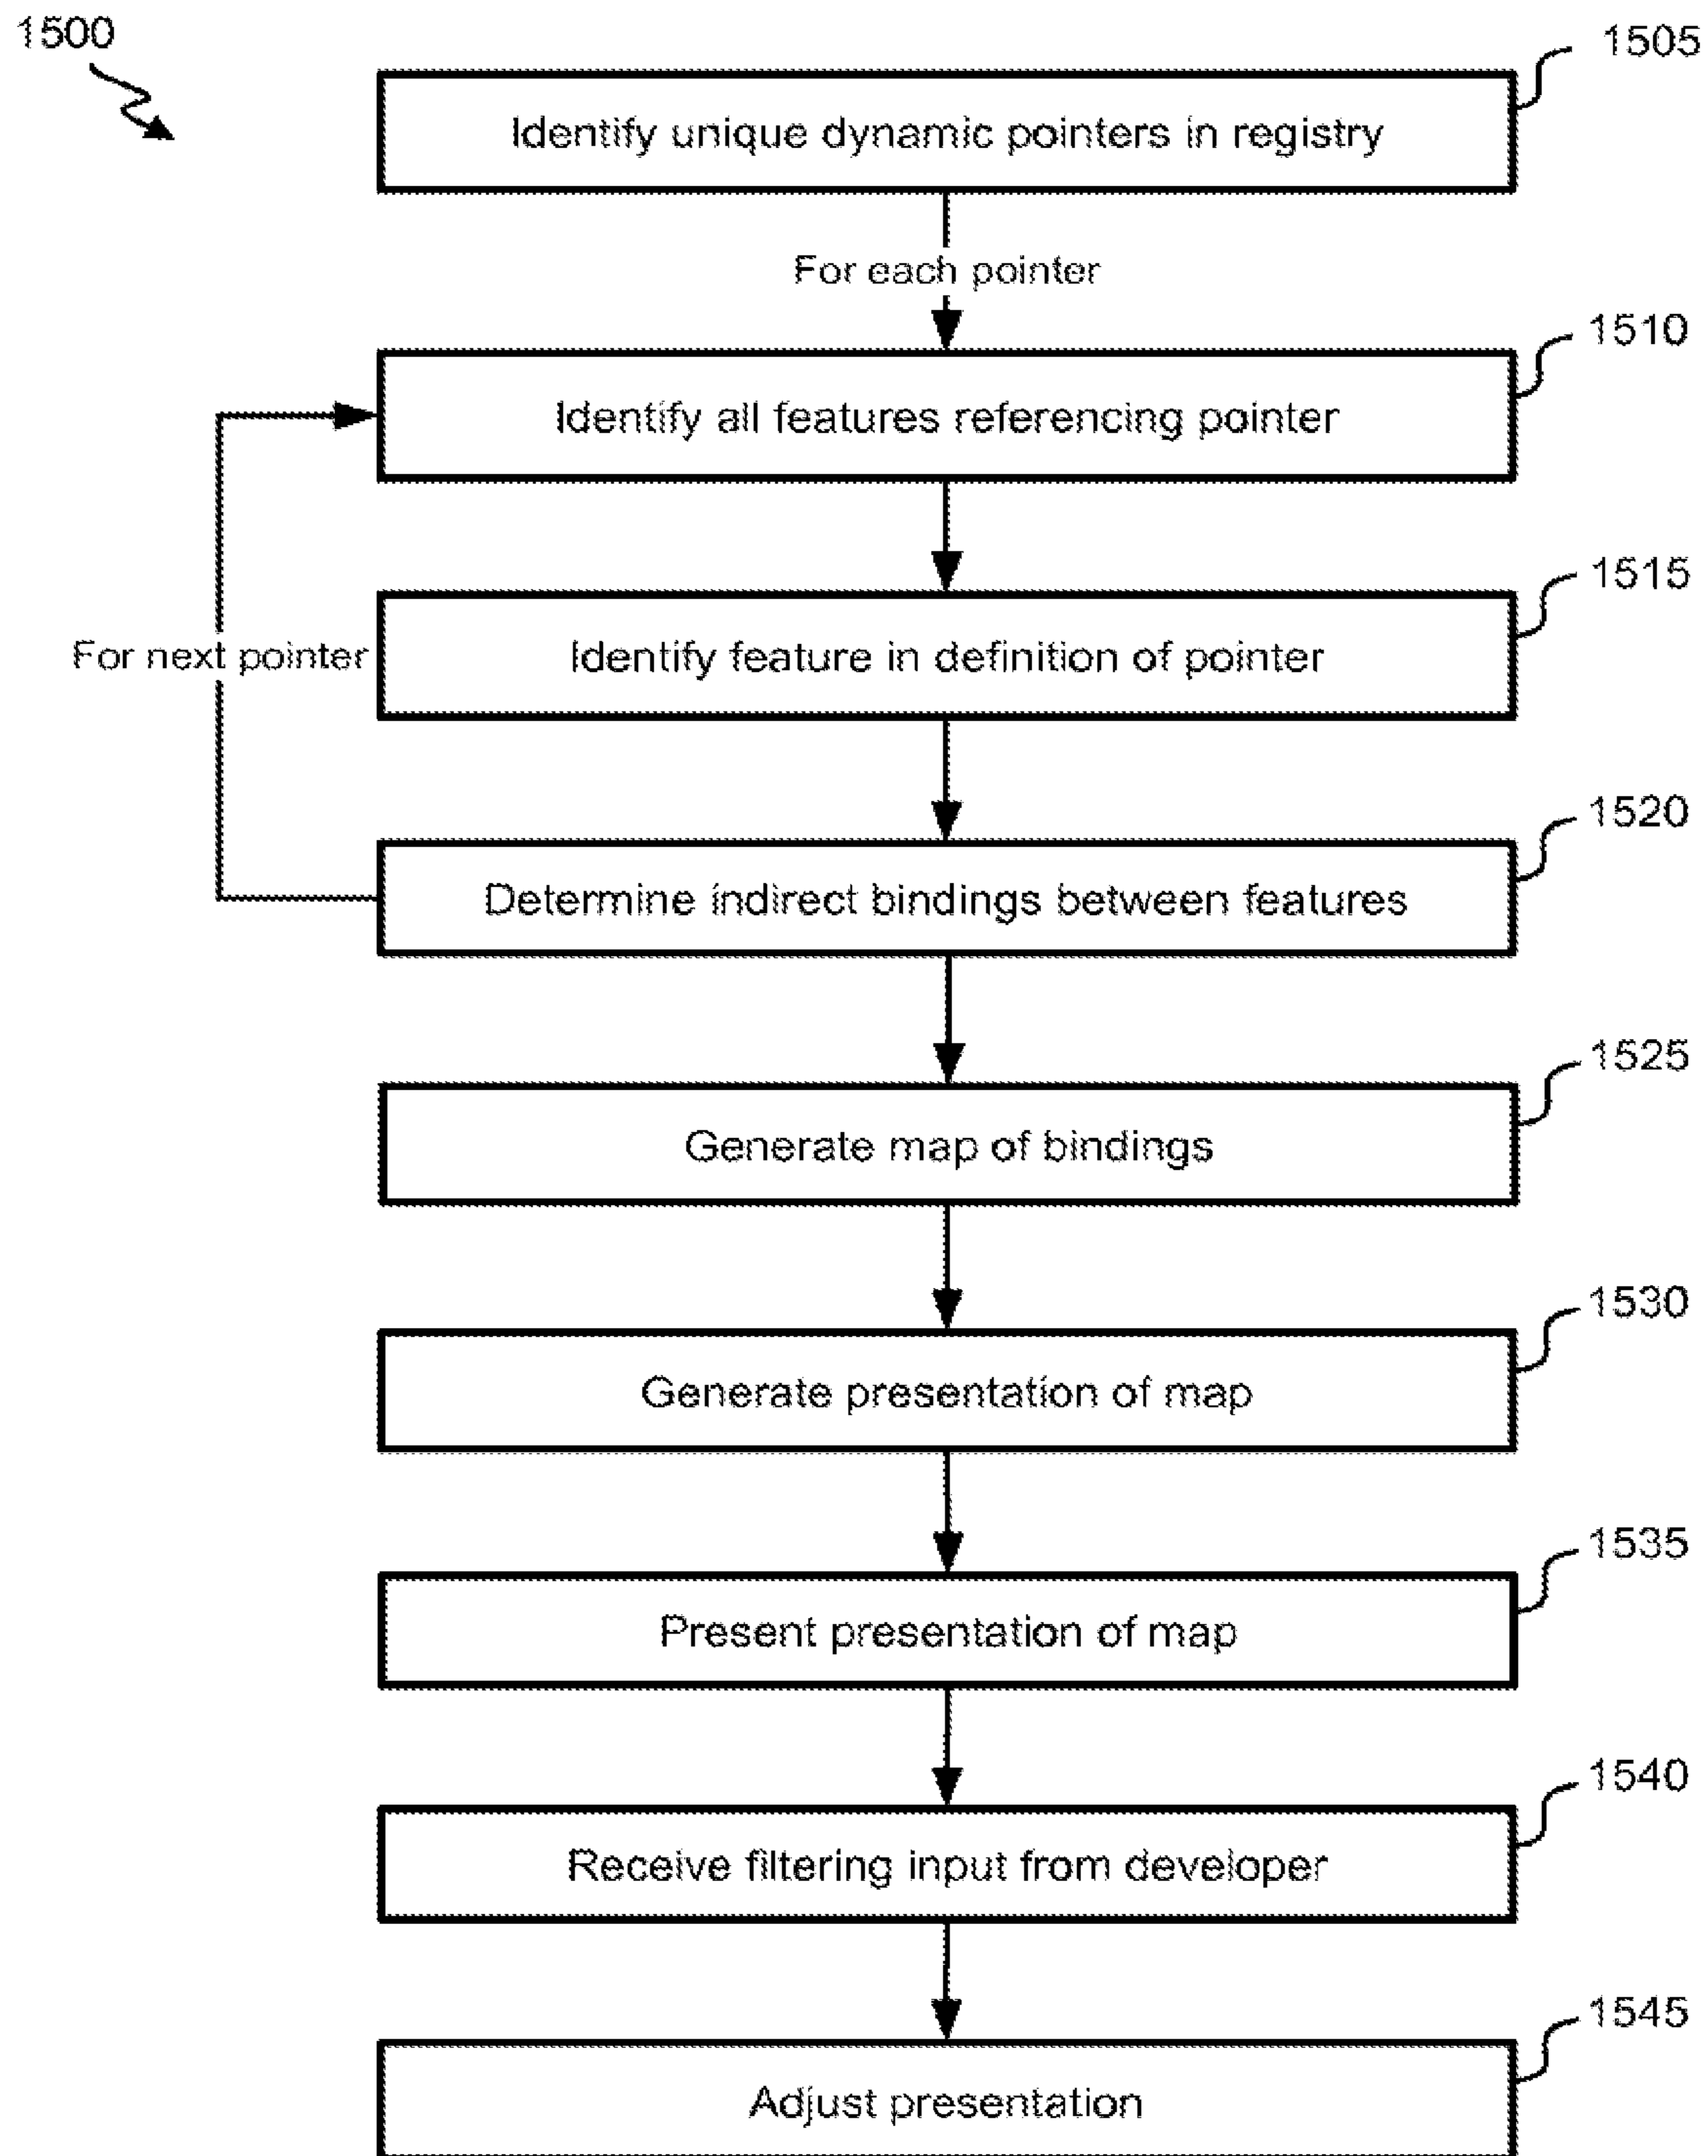 1500
1505
Identify unique dynamic pointers in registry
For each pointer
1510
Identify all features referencing pointer
1515
For next pointer
Identify feature in definition of pointer
1520
Determine indirect bindings between features
1525
Generate map of bindings
1530
Generate presentation of map
1535
Present presentation of map
1540
Receive filtering input from developer
1545
Adjust presentation